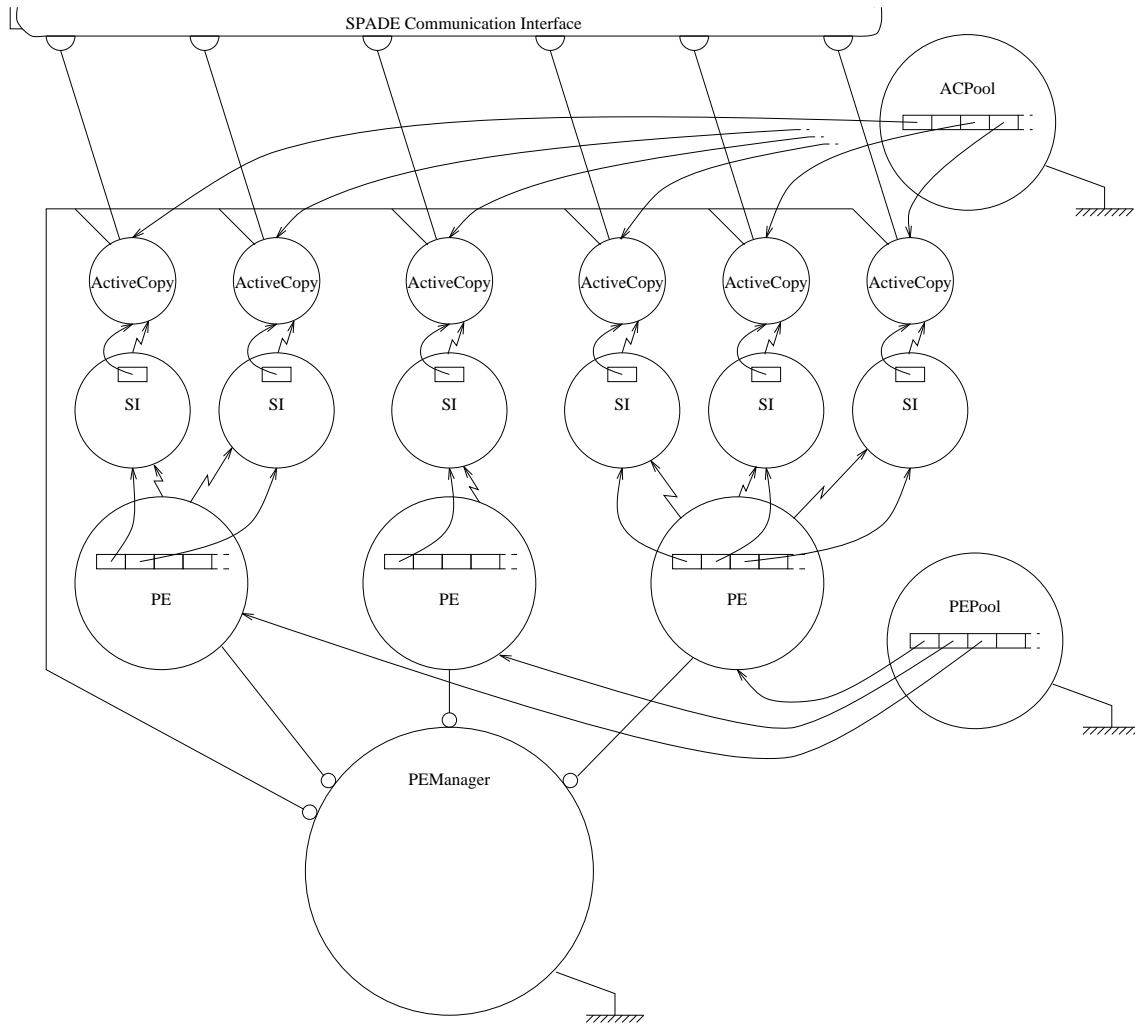 SPADE Communication Interface
ACPool
ActiveCopy
ActiveCopy
ActiveCopy
ActiveCopy
ActiveCopy
ActiveCopy
SI
SI
SI
SI
SI
SI
PE
PE
PE
PEPool
PEManager